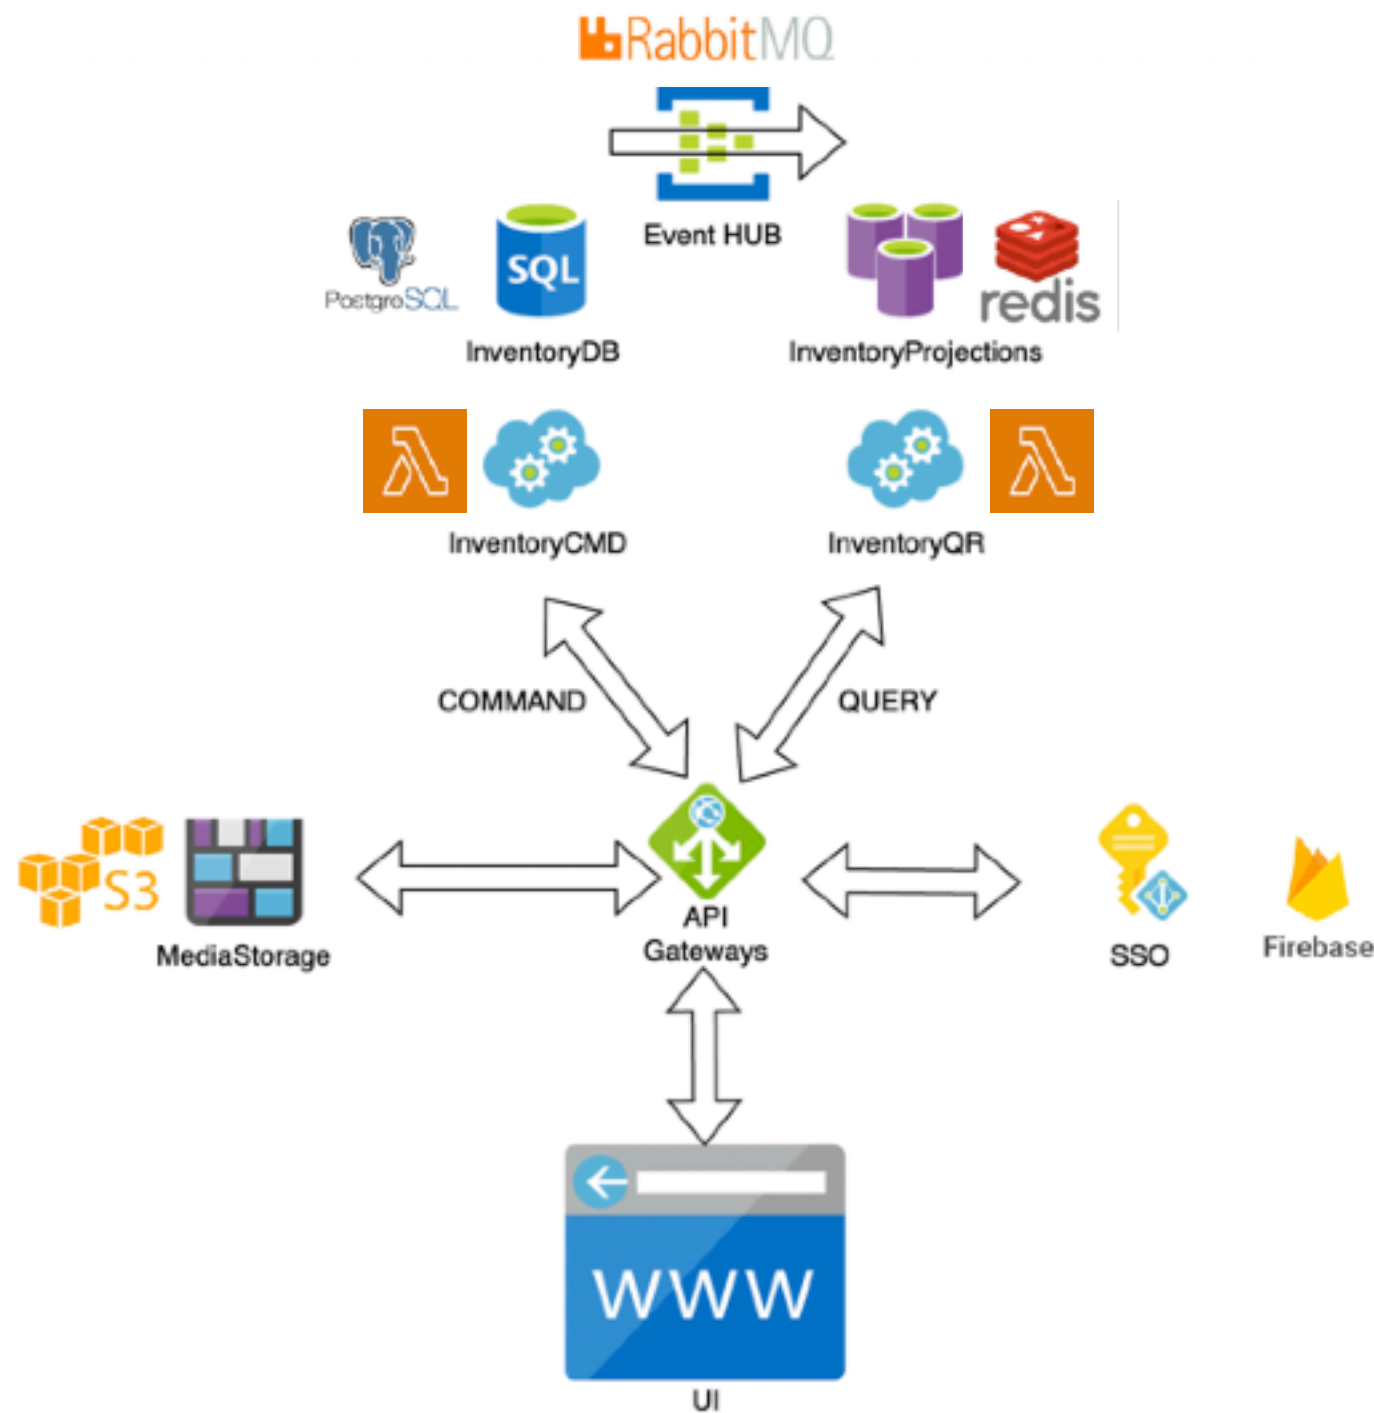 RabbitMQ
Event HUB
PostgreSQL
SQL
redis
InventoryDB
InventoryProjections
InventoryCMD
InventoryQR
COMMAND
QUERY
S3
API
Gateways
MediaStorage
SSO
Firebase
WWW
UI